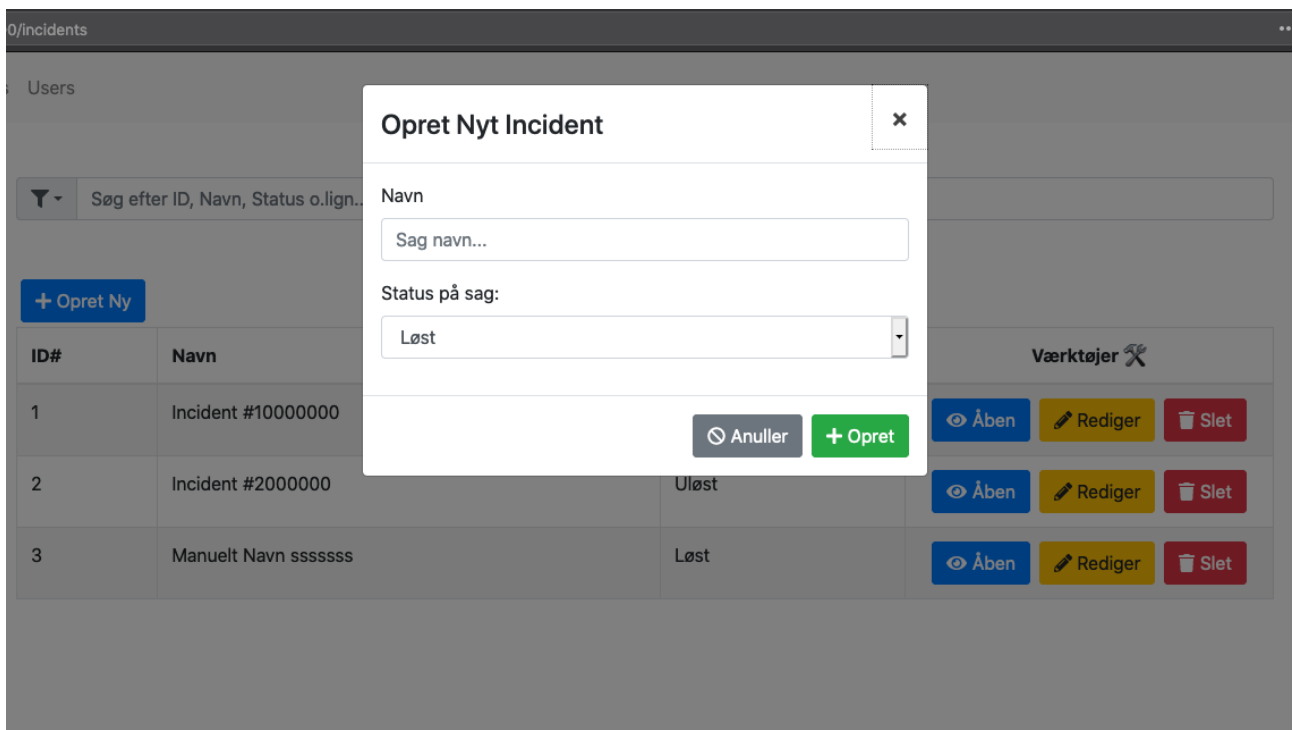 0/incidents
Users
Opret Nyt Incident
Navn
Søg efter ID, Navn, Status o.lign..
Sag navn...
Status på sag:
Opret Ny
Løst
ID# Navn Værktøjer
1 Incident #10000000 Åben Rediger Slet
Anuller Opret
2 Incident #2000000 Uløst Åben Rediger Slet
3 Manuelt Navn sssssss Løst Åben Rediger Slet